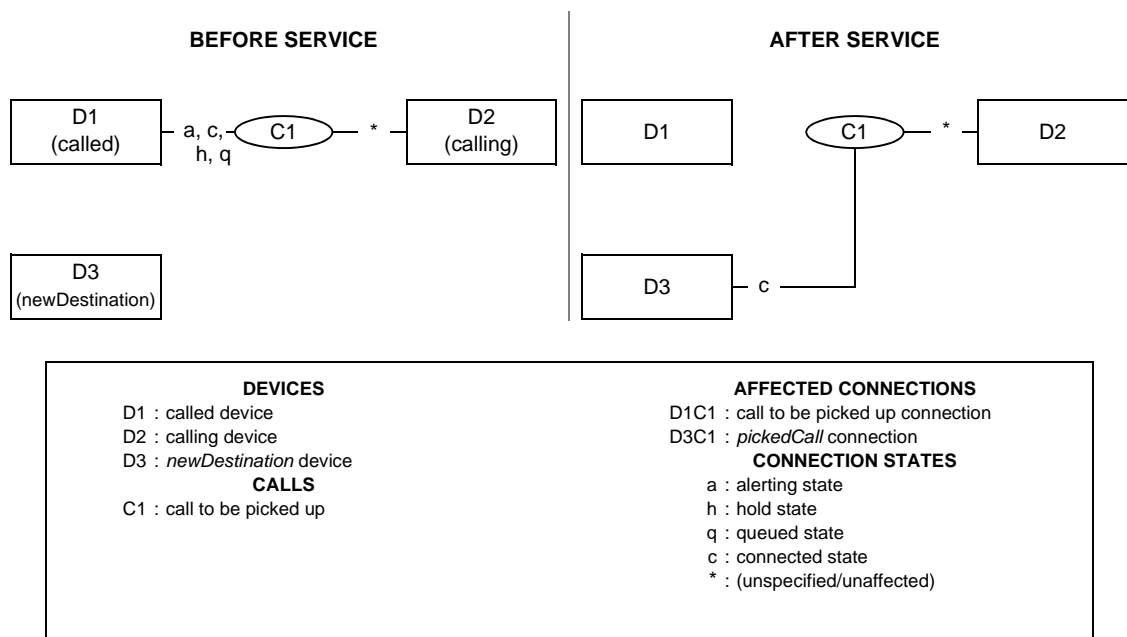 BEFORE SERVICE
AFTER SERVICE
D1
(called)
a, c,
h, q
C1
*
D2
(calling)
D3
(newDestination)
D1
C1
*
D2
D3
c
DEVICES
D1 : called device
D2 : calling device
D3 : newDestination device
CALLS
C1 : call to be picked up
AFFECTED CONNECTIONS
D1C1 : call to be picked up connection
D3C1 : pickedCall connection
CONNECTION STATES
a : alerting state
h : hold state
q : queued state
c : connected state
* : (unspecified/unaffected)